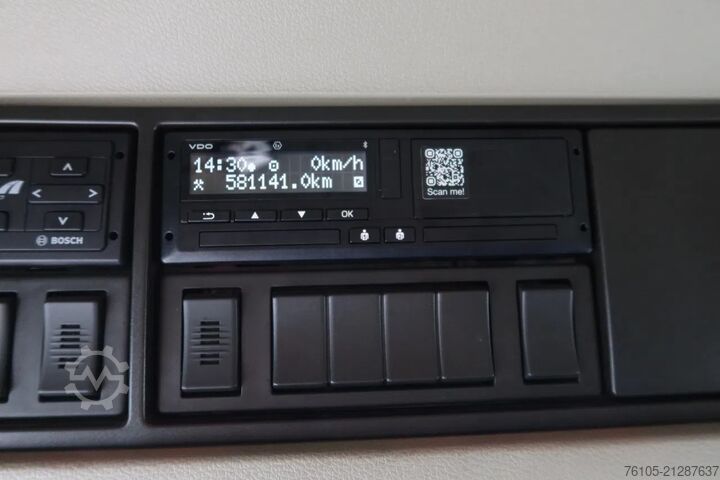 VDO
14:30 0km/h
581141.0km
Scan me!
OK
BOSCH
76105-21287637